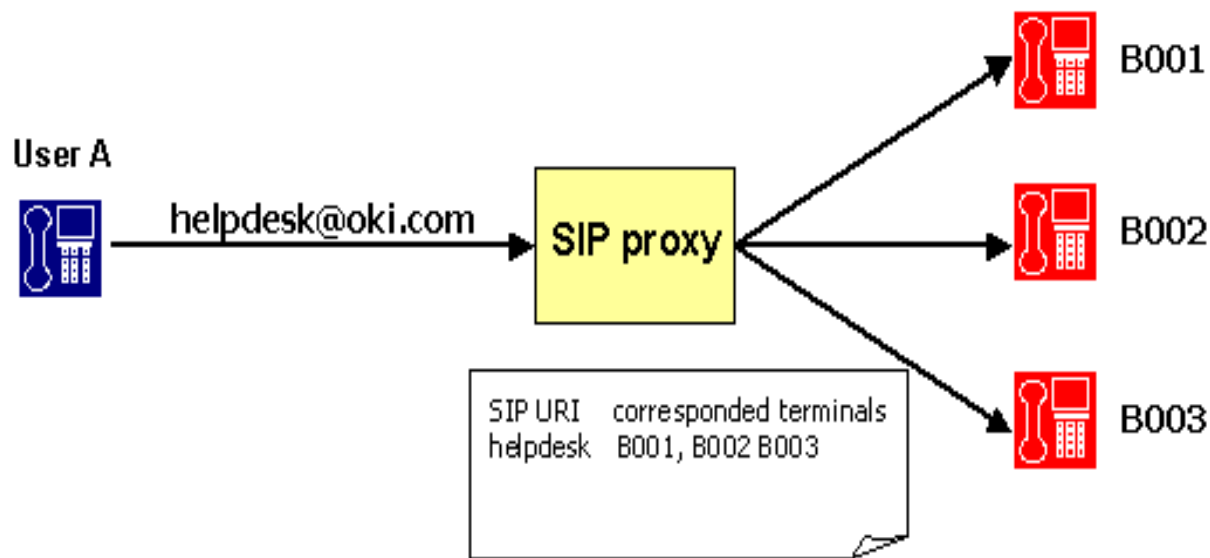 User A
helpdesk@oki.com
SIP proxy
B001
B002
B003
SIP URI corresponded terminals
helpdesk B001, B002 B003